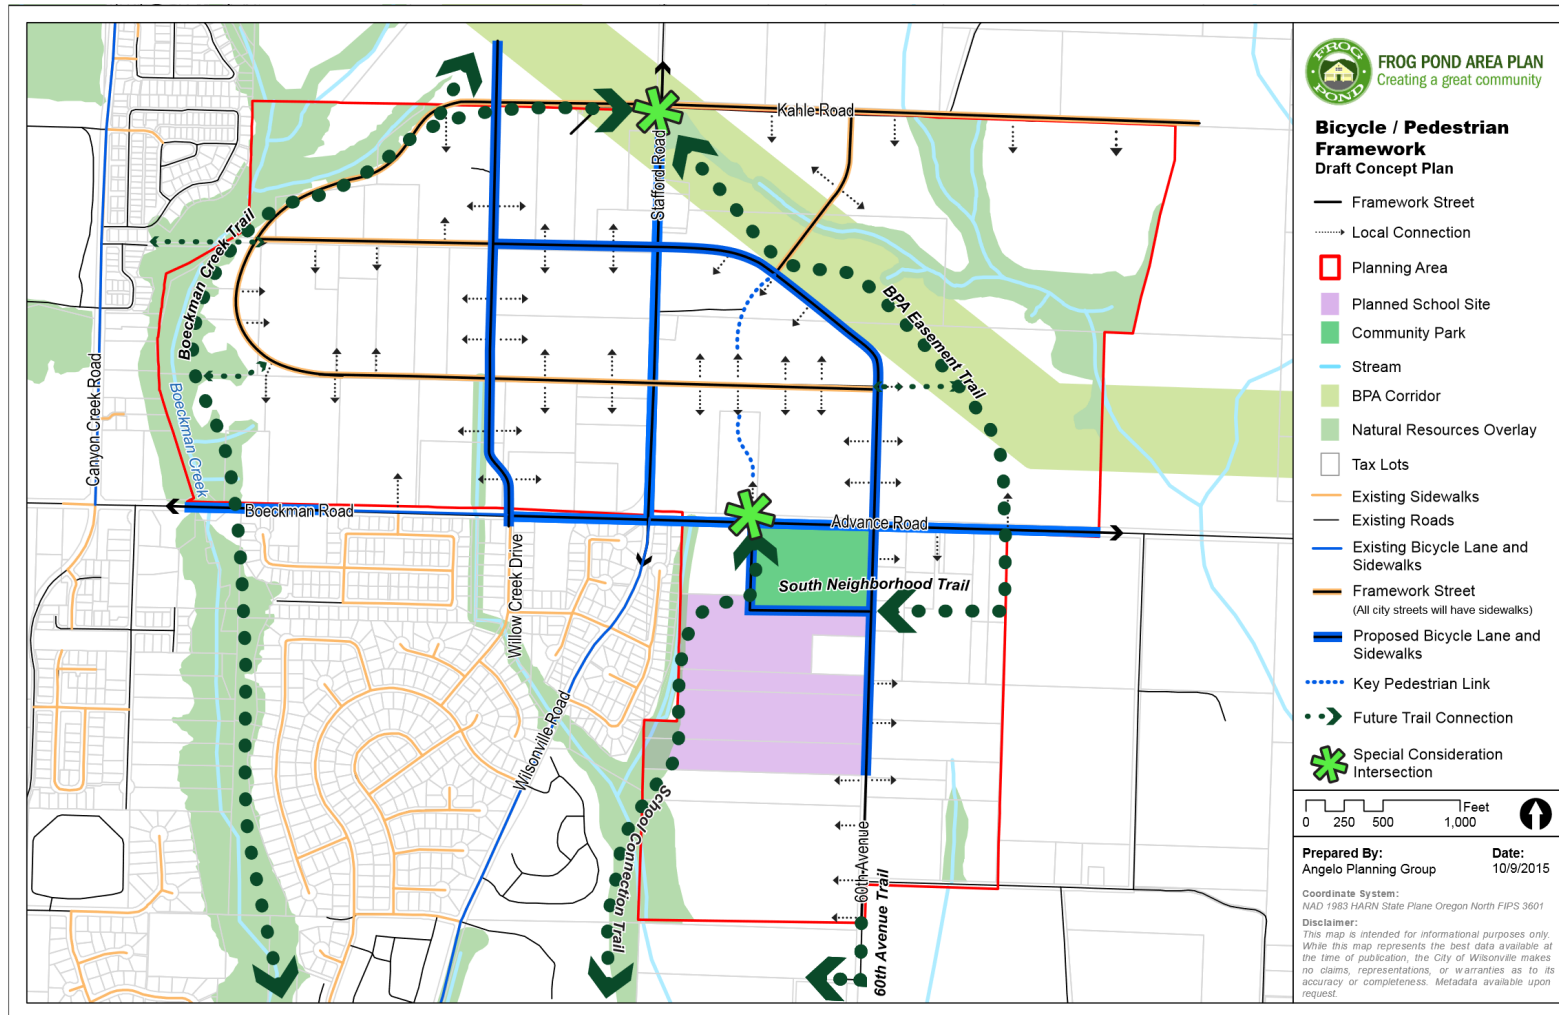 Kahle Road
Stafford Road
Boeckman Creek Trail
BPA Easement Trail
Canyon Creek Road
Boeckman Creek
Boeckman Road
Advance Road
Willow Creek Drive
South Neighborhood Trail
Wilsonville Road
School Connection Trail
60th Avenue
60th Avenue Trail
FROG POND
FROG POND AREA PLAN
Creating a great community
Bicycle / Pedestrian
Framework
Draft Concept Plan
Framework Street
Local Connection
Planning Area
Planned School Site
Community Park
Stream
BPA Corridor
Natural Resources Overlay
Tax Lots
Existing Sidewalks
Existing Roads
Existing Bicycle Lane and
Sidewalks
Framework Street
(All city streets will have sidewalks)
Proposed Bicycle Lane and
Sidewalks
Key Pedestrian Link
Future Trail Connection
Special Consideration
Intersection
Feet
0 250 500 1,000
Prepared By: Date:
Angelo Planning Group 10/9/2015
Coordinate System:
NAD 1983 HARN State Plane Oregon North FIPS 3601
Disclaimer:
This map is intended for informational purposes only.
While this map represents the best data available at
the time of publication, the City of Wilsonville makes
no claims, representations, or warranties as to its
accuracy or completeness. Metadata available upon
request.